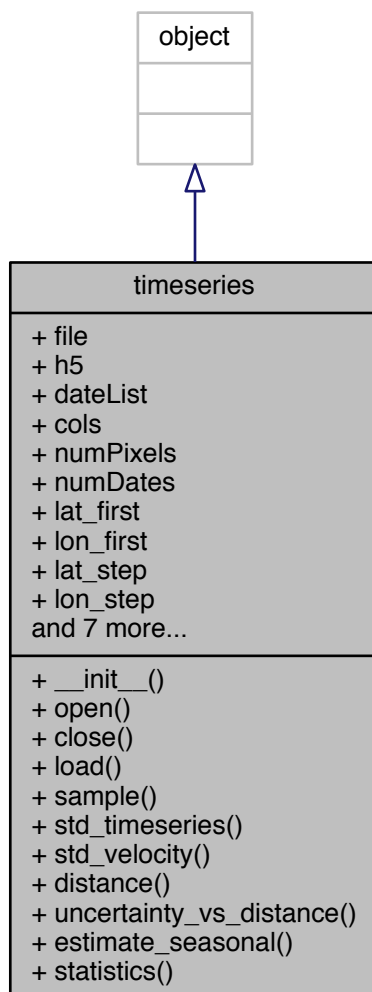 object
timeseries
+ file
+ h5
+ dateList
+ cols
+ numPixels
+ numDates
+ lat_first
+ lon_first
+ lat_step
+ lon_step
and 7 more...
+ __init__()
+ open()
+ close()
+ load()
+ sample()
+ std_timeseries()
+ std_velocity()
+ distance()
+ uncertainty_vs_distance()
+ estimate_seasonal()
+ statistics()